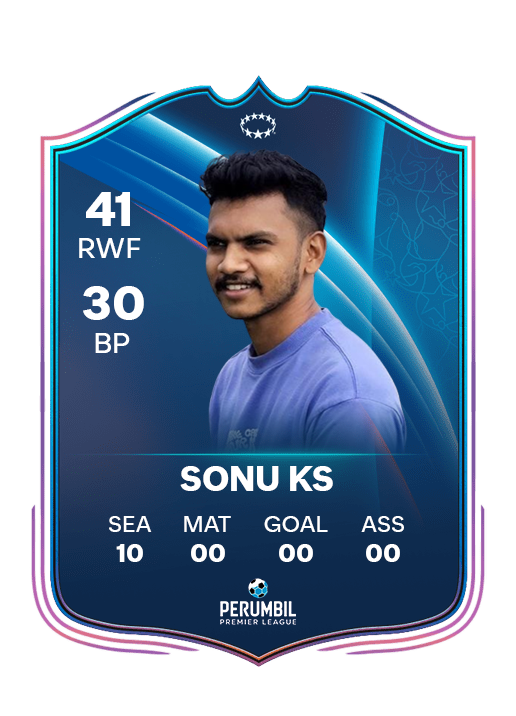 41
RWF
30
BP
SONU KS
SEA MAT GOAL ASS
10 00 00 00
PERUMBIL
PREMIER LEAGUE